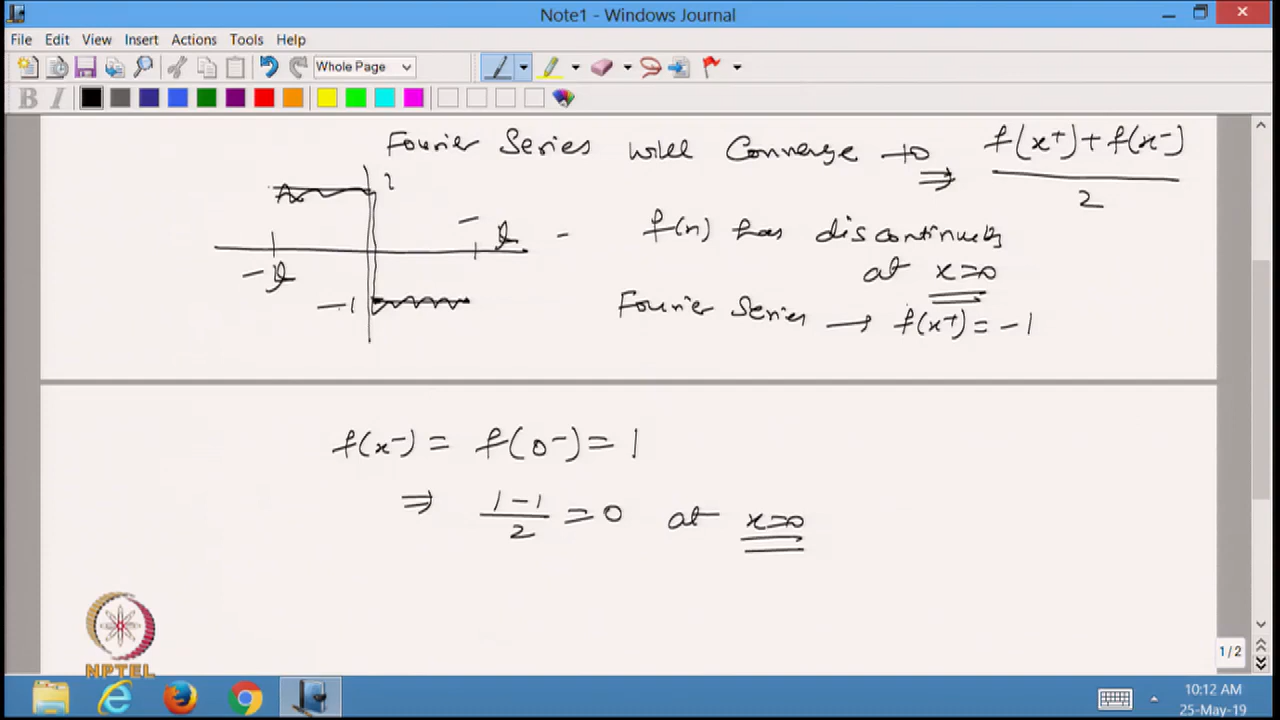 Note1 - Windows Journal
File Edit View Insert Actions Tools Help
Whole Page
B I
Fourier Series will Converge to ⇒ f(x+) + f(x-) / 2
-1
f(n) has discontinuity
at x=0
Fourier Series → f(x+) = -1
f(x-) = f(0-) = 1
⇒ 1-1 / 2 = 0 at x=0
1/2
NPTEL
10:12 AM
25-May-19